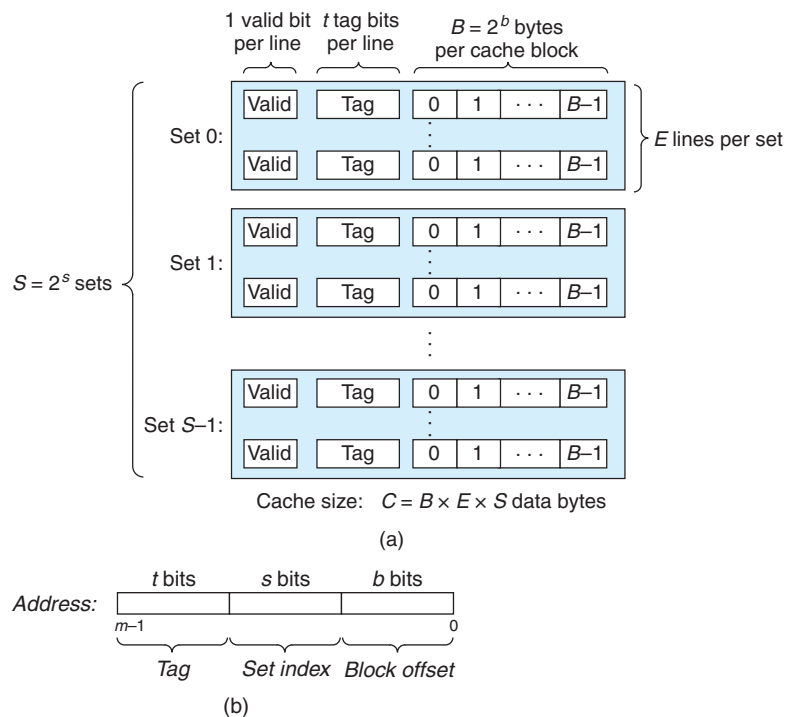 1 valid bit per line
t tag bits per line
B = 2^b bytes per cache block
Set 0:
Valid Tag 0 1 · · · B–1
Valid Tag 0 1 · · · B–1
E lines per set
Set 1:
Valid Tag 0 1 · · · B–1
Valid Tag 0 1 · · · B–1
S = 2^s sets
Set S–1:
Valid Tag 0 1 · · · B–1
Valid Tag 0 1 · · · B–1
Cache size: C = B × E × S data bytes
(a)
t bits s bits b bits
Address:
m–1 0
Tag Set index Block offset
(b)